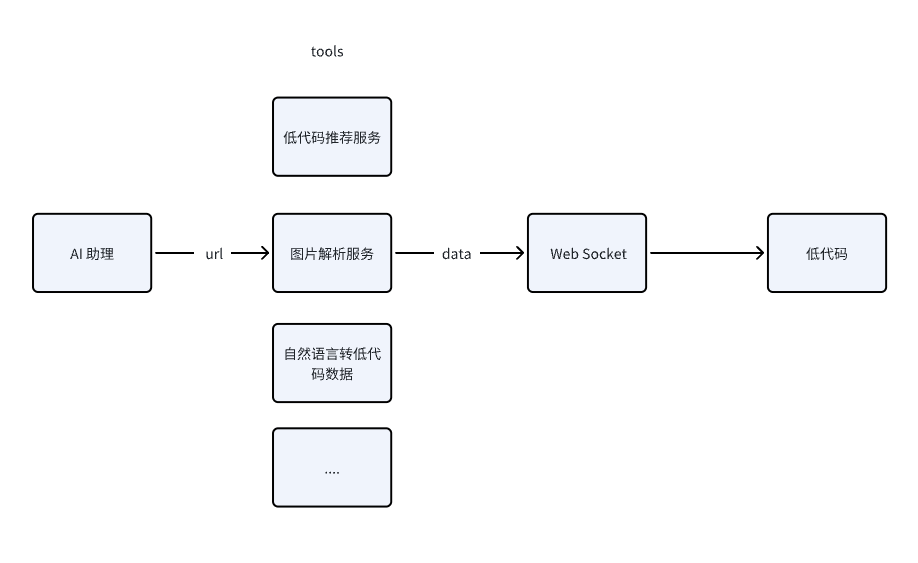 tools
低代码推荐服务
AI 助理
url
图片解析服务
data
Web Socket
低代码
自然语言转低代
码数据
....